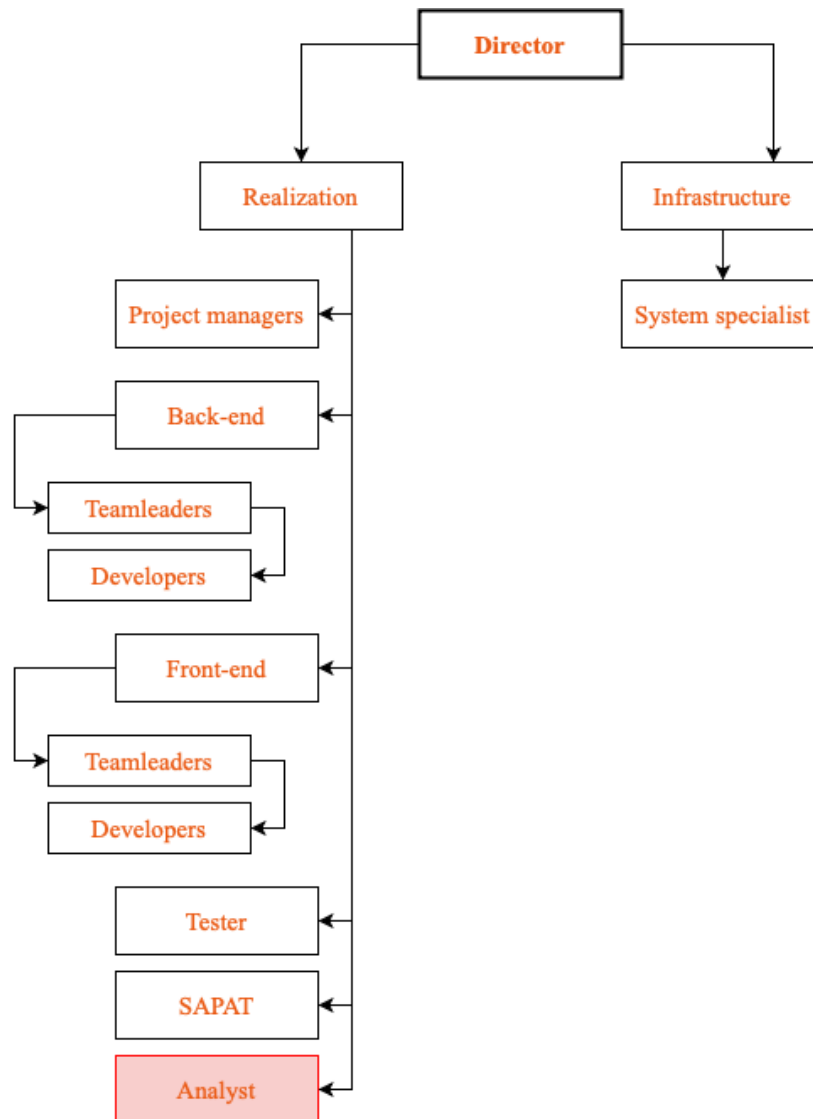 Director
Realization
Infrastructure
Project managers
System specialist
Back-end
Teamleaders
Developers
Front-end
Teamleaders
Developers
Tester
SAPAT
Analyst